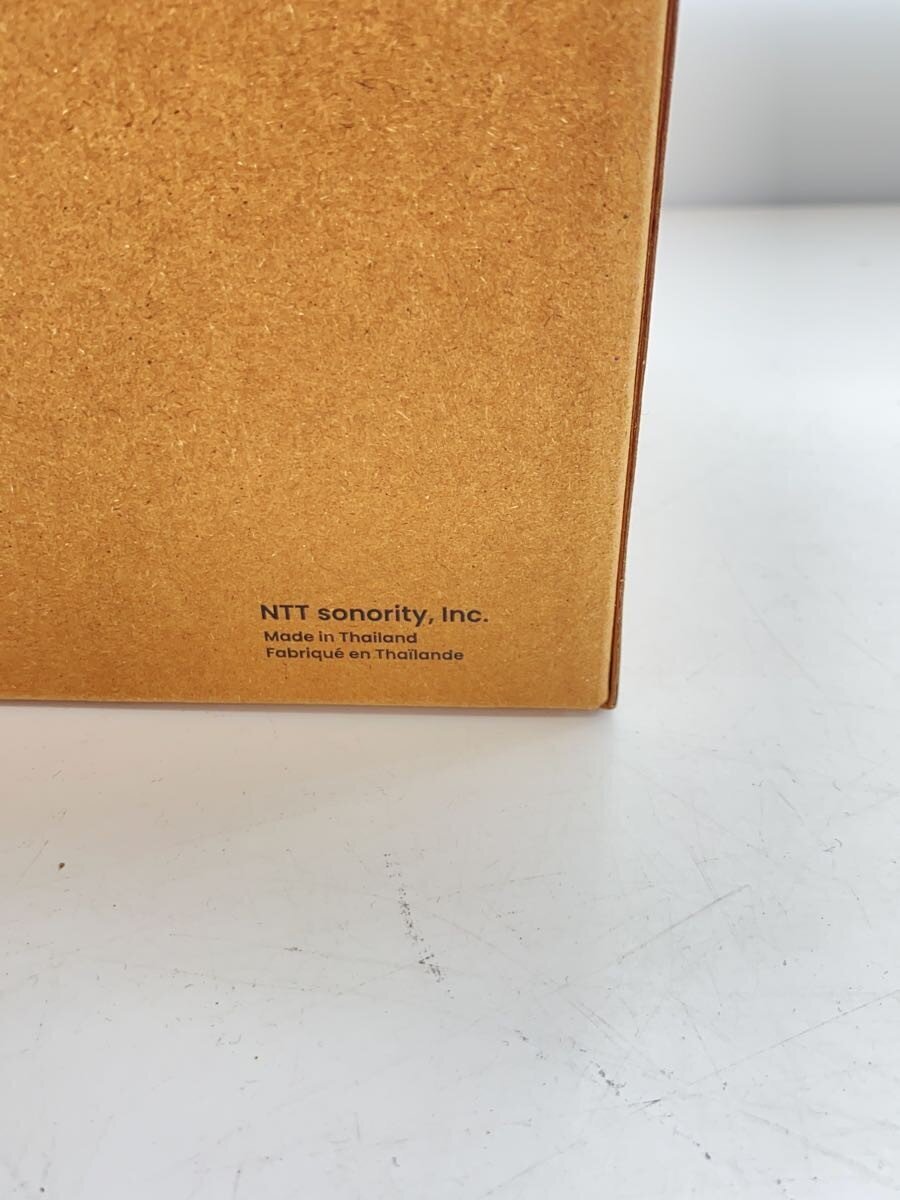 NTT sonority, Inc.
Made in Thailand
Fabriqué en Thaïlande